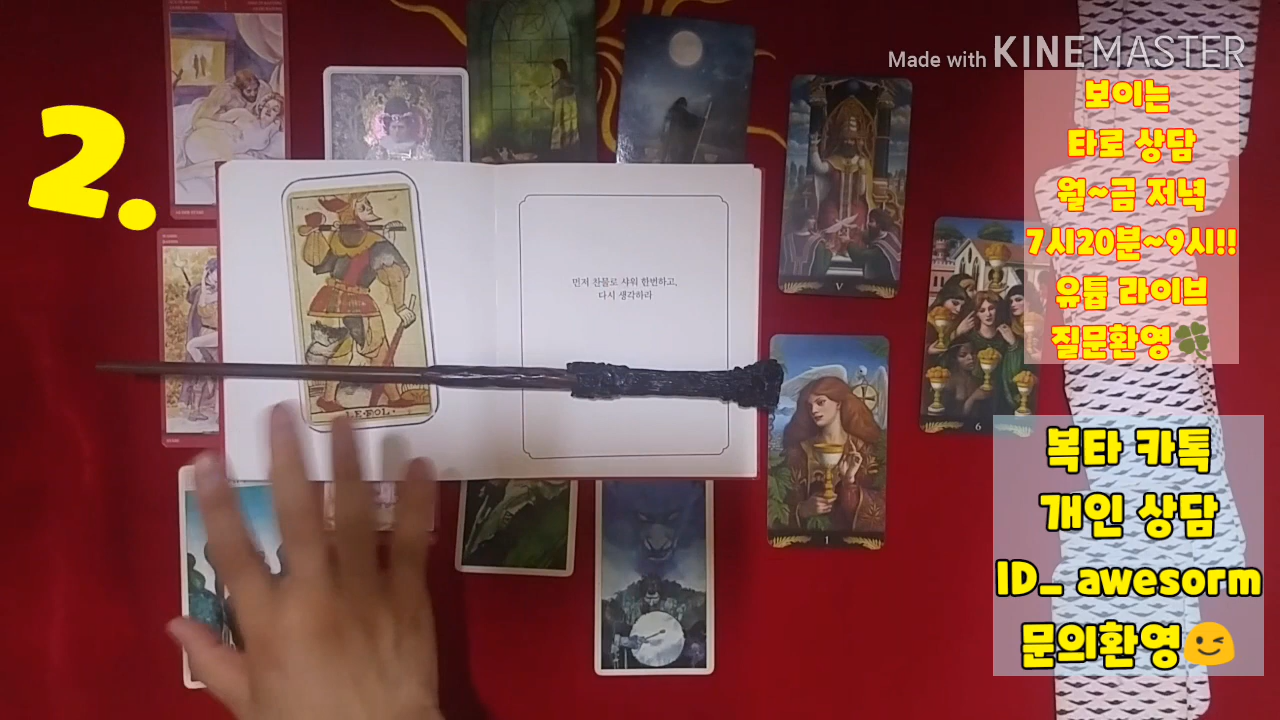 Made with KINEMASTER
2.
보이는
타로 상담
월~금 저녁
7시20분~9시!!
유튭 라이브
질문환영🍀
먼저 찬물로 샤워 한번하고,
다시 생각하라
LE·FOL·
V
6
1
복타 카톡
개인 상담
ID_ awesorm
문의환영😉